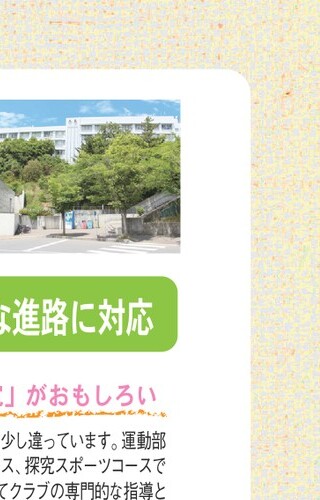 な進路に対応
」がおもしろい
少し違っています。運動部
ス、探究スポーツコースで
てクラブの専門的な指導と